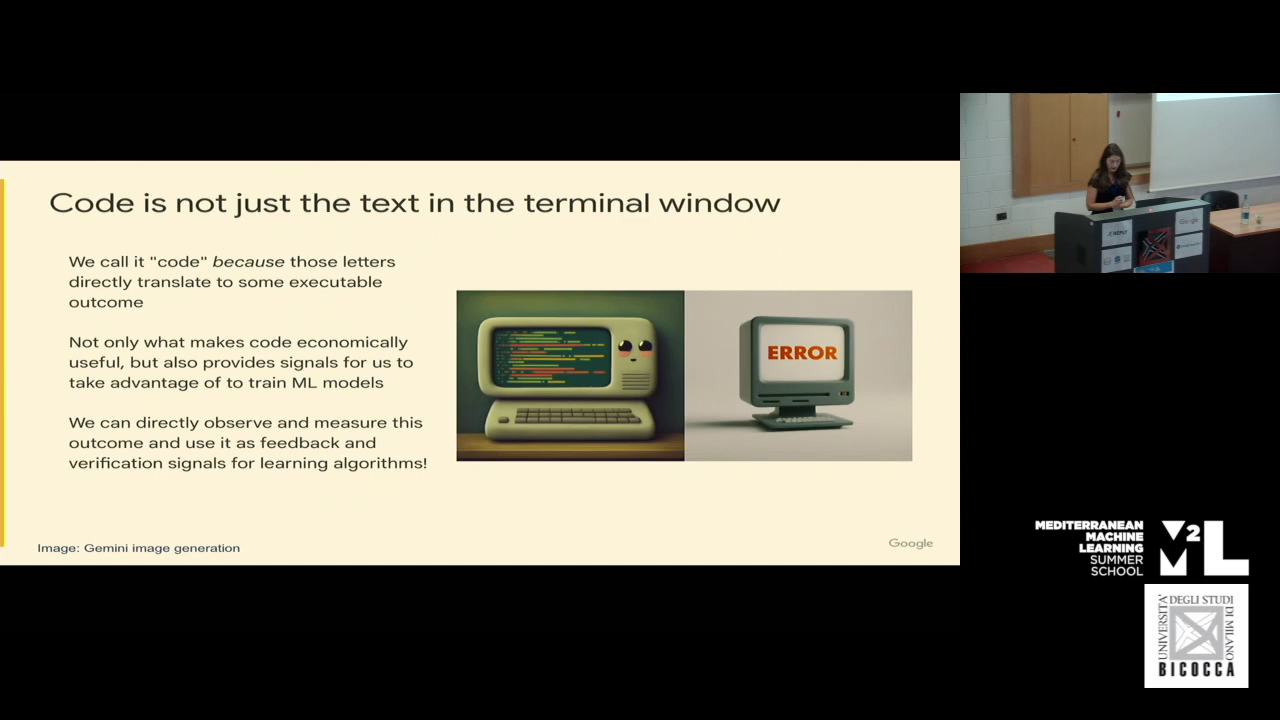 Code is not just the text in the terminal window
We call it "code" because those letters
directly translate to some executable
outcome
Not only what makes code economically
useful, but also provides signals for us to
take advantage of to train ML models
We can directly observe and measure this
outcome and use it as feedback and
verification signals for learning algorithms!
ERROR
Image: Gemini image generation
Google
Google
MEDITERRANEAN
MACHINE
LEARNING
SUMMER
SCHOOL
M2L
UNIVERSITA'
DEGLI STUDI
DI MILANO
BICOCCA